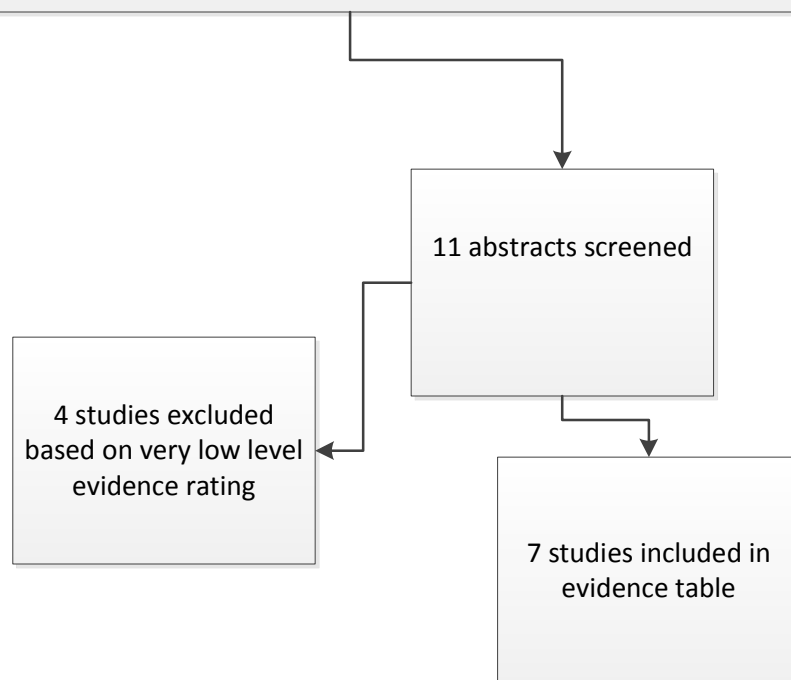 11 abstracts screened
4 studies excluded
based on very low level
evidence rating
7 studies included in
evidence table